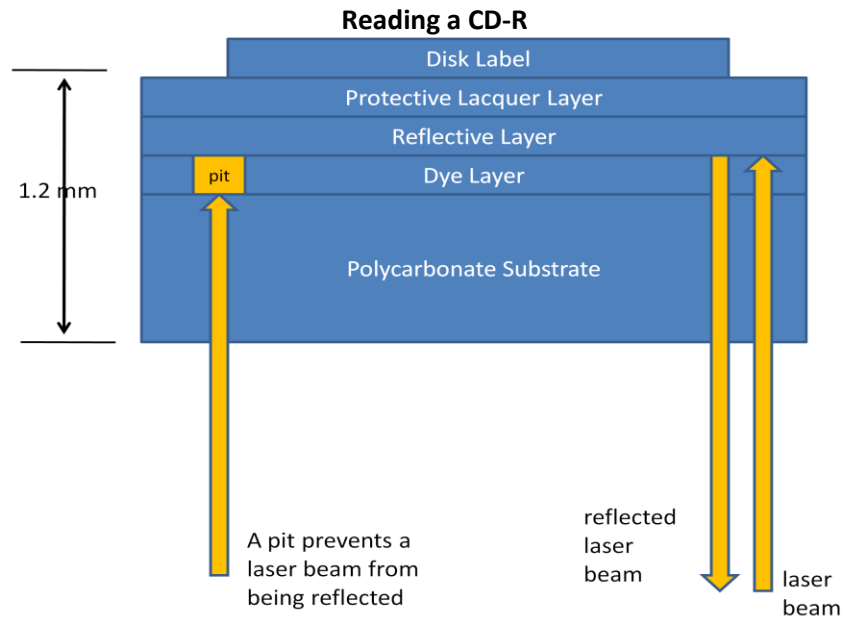 Reading a CD-R
Disk Label
Protective Lacquer Layer
Reflective Layer
pit
Dye Layer
1.2 mm
Polycarbonate Substrate
A pit prevents a
laser beam from
being reflected
reflected
laser
beam
laser
beam